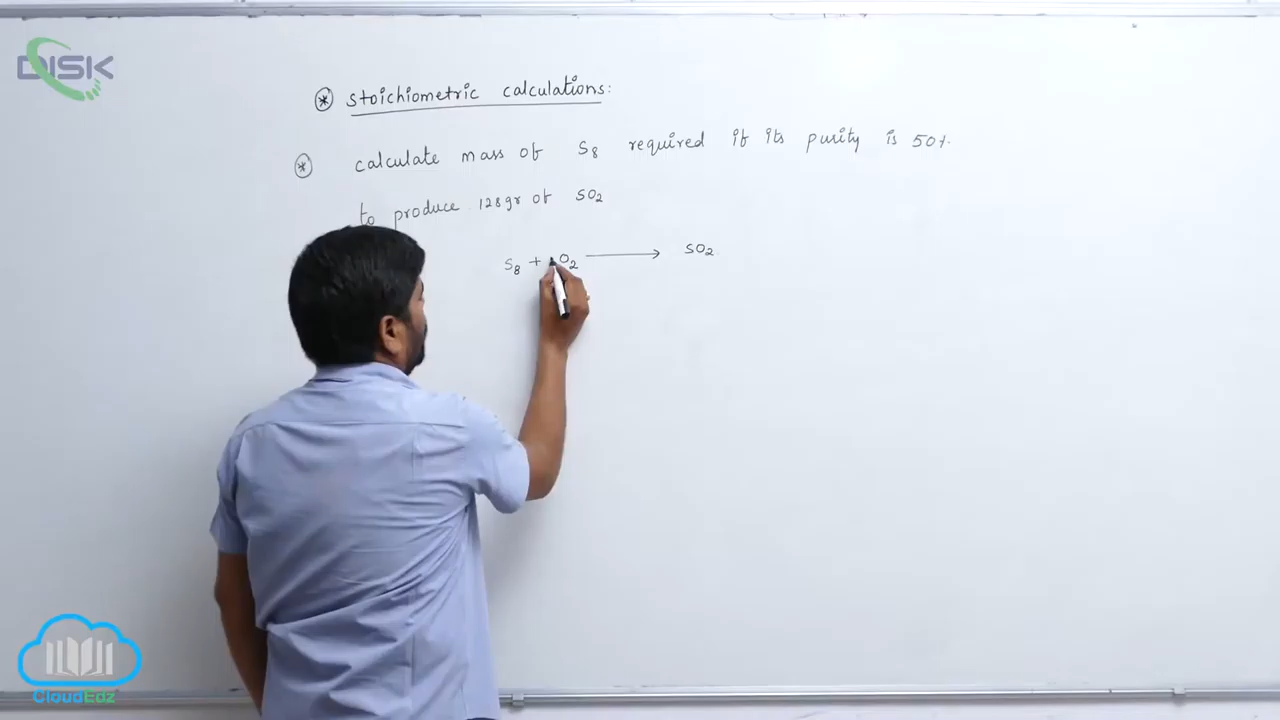 DISK
* stoichiometric calculations:
* calculate mass of S8 required if its purity is 50%.
to produce 128gr of SO2
S8 + O2 ⟶ SO2
CloudEdz